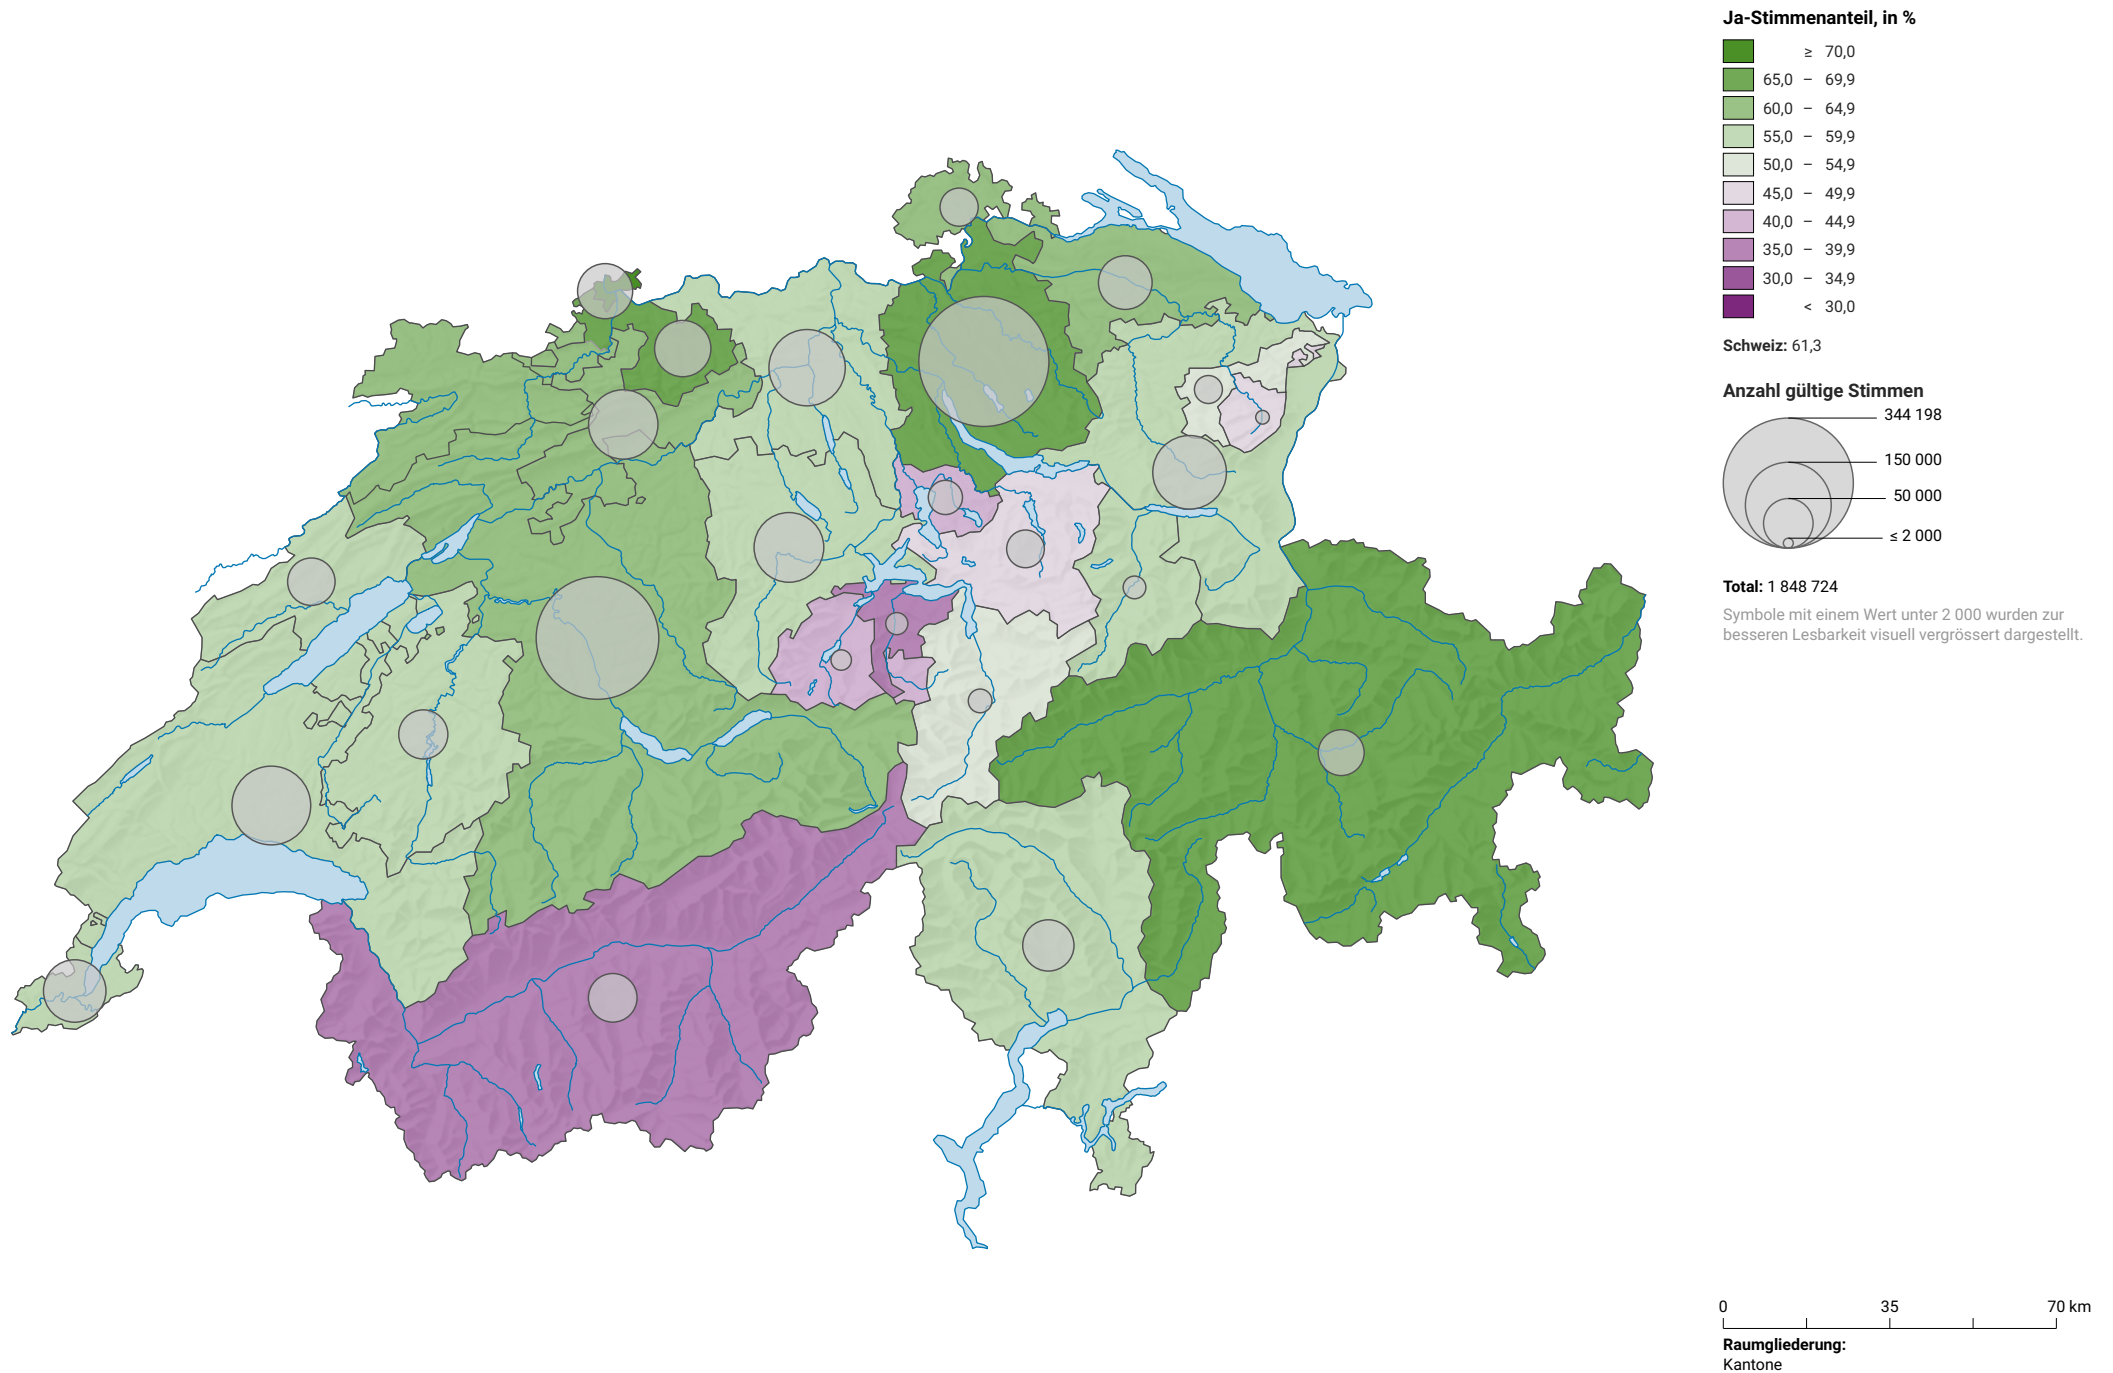 Ja-Stimmenanteil, in %
≥ 70,0
65,0 – 69,9
60,0 – 64,9
55,0 – 59,9
50,0 – 54,9
45,0 – 49,9
40,0 – 44,9
35,0 – 39,9
30,0 – 34,9
< 30,0
Schweiz: 61,3
Anzahl gültige Stimmen
344 198
150 000
50 000
≤ 2 000
Total: 1 848 724
Symbole mit einem Wert unter 2 000 wurden zur
besseren Lesbarkeit visuell vergrössert dargestellt.
0 35 70 km
Raumgliederung:
Kantone